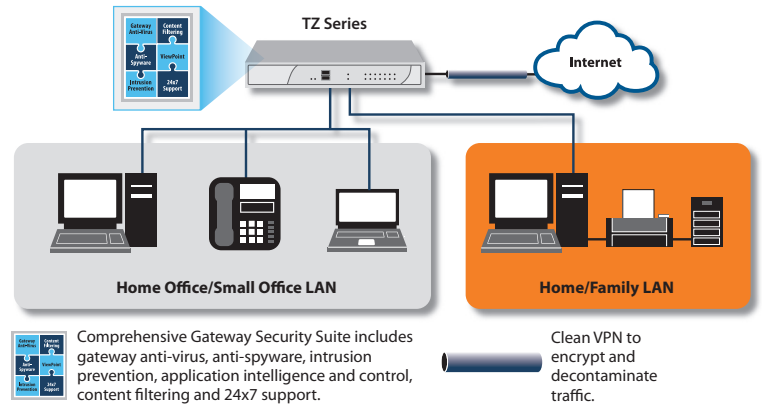 TZ Series
Gateway
Anti-Virus
Content
Filtering
Anti-
Spyware
ViewPoint
Intrusion
Prevention
24x7
Support
Internet
Home Office/Small Office LAN
Home/Family LAN
Gateway
Anti-Virus
Content
Filtering
Anti-
Spyware
ViewPoint
Intrusion
Prevention
24x7
Support
Comprehensive Gateway Security Suite includes
gateway anti-virus, anti-spyware, intrusion
prevention, application intelligence and control,
content filtering and 24x7 support.
Clean VPN to
encrypt and
decontaminate
traffic.